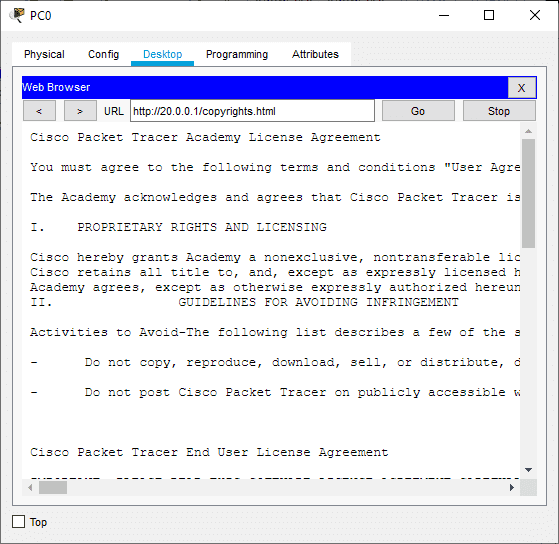 PC0
Physical Config Desktop Programming Attributes
Web Browser X
< > URL http://20.0.0.1/copyrights.html Go Stop
Cisco Packet Tracer Academy License Agreement
You must agree to the following terms and conditions "User Agre
The Academy acknowledges and agrees that Cisco Packet Tracer is
I. PROPRIETARY RIGHTS AND LICENSING
Cisco hereby grants Academy a nonexclusive, nontransferable lic
Cisco retains all title to, and, except as expressly licensed h
Academy agrees, except as otherwise expressly authorized hereun
II. GUIDELINES FOR AVOIDING INFRINGEMENT
Activities to Avoid-The following list describes a few of the s
- Do not copy, reproduce, download, sell, or distribute, d
- Do not post Cisco Packet Tracer on publicly accessible w
Cisco Packet Tracer End User License Agreement
Top